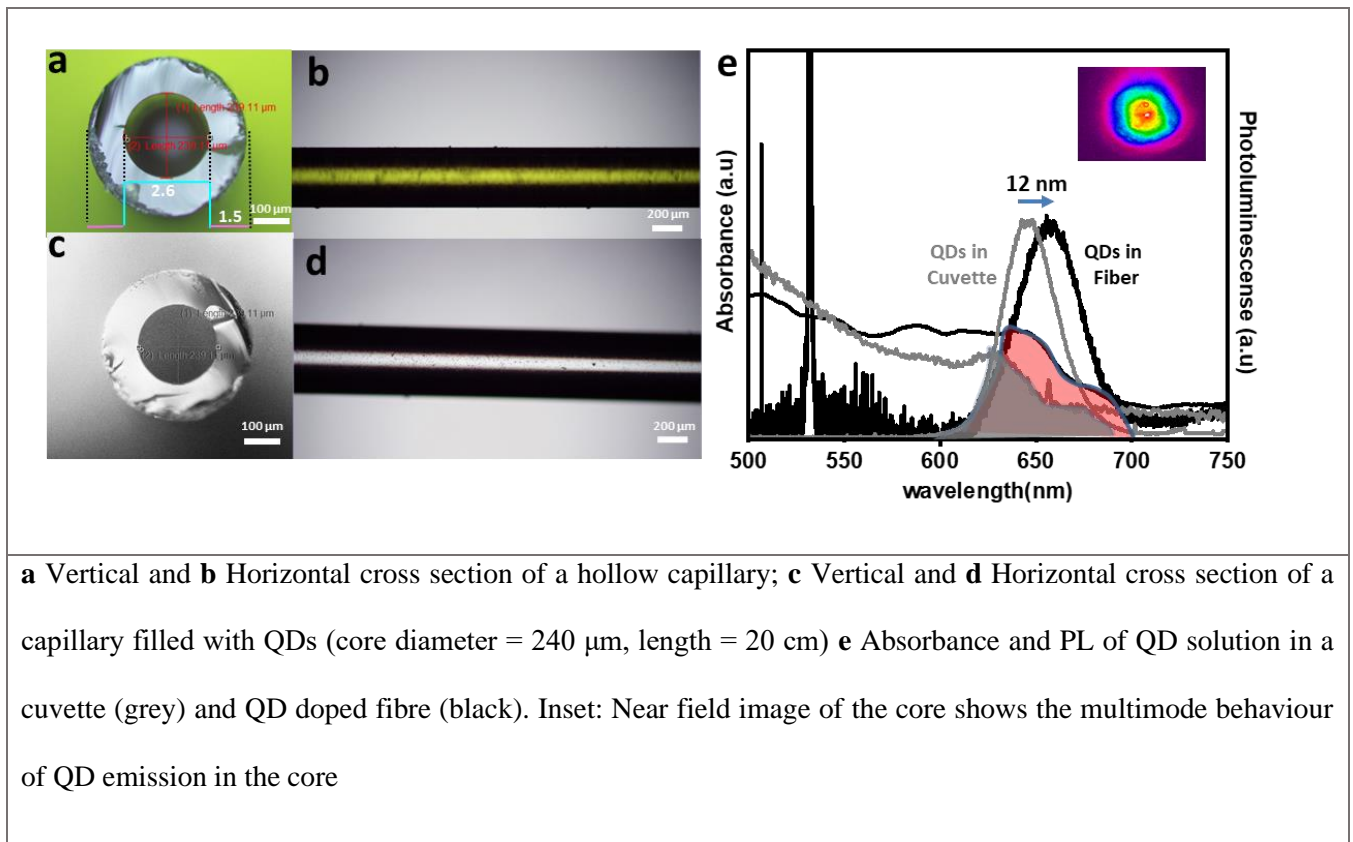 a
(1) Length 239.11 µm
(2) Length 239.11 µm
2.6
1.5
100 µm
b
200 µm
c
(1) Length 239.11 µm
(2) Length 239.11 µm
100 µm
d
200 µm
e
12 nm
QDs in
Cuvette
QDs in
Fiber
Absorbance (a.u)
Photoluminescense (a.u
500 550 600 650 700 750
wavelength(nm)
a Vertical and b Horizontal cross section of a hollow capillary; c Vertical and d Horizontal cross section of a
capillary filled with QDs (core diameter = 240 μm, length = 20 cm) e Absorbance and PL of QD solution in a
cuvette (grey) and QD doped fibre (black). Inset: Near field image of the core shows the multimode behaviour
of QD emission in the core